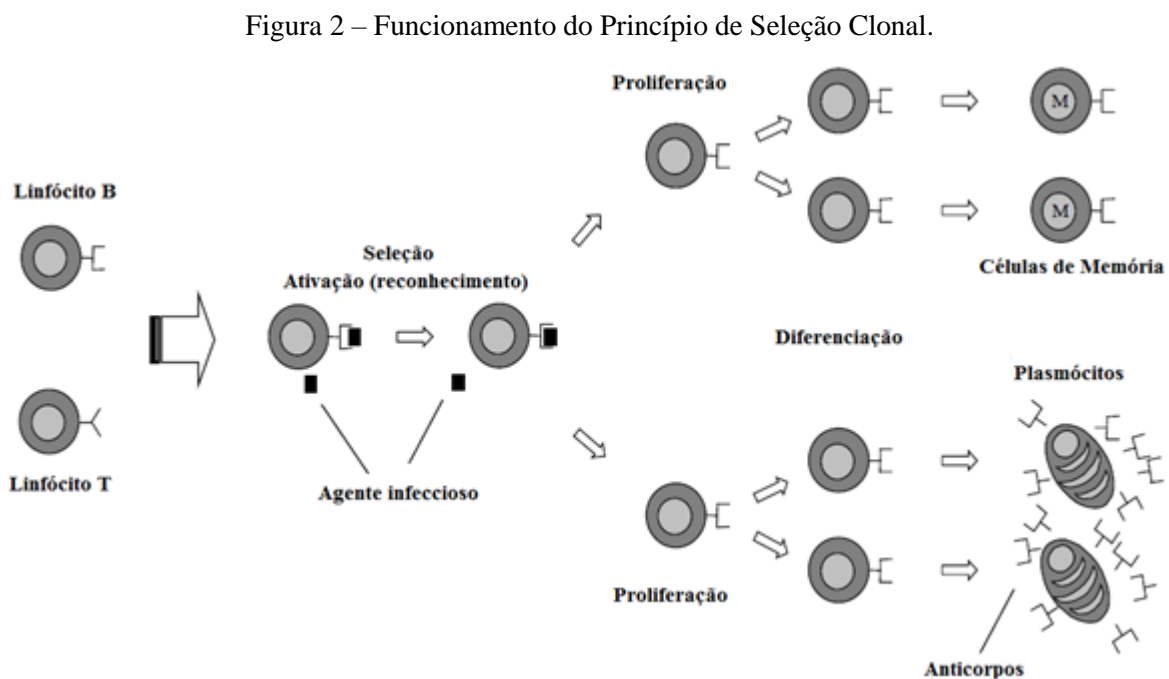 Figura 2 – Funcionamento do Princípio de Seleção Clonal.
Proliferação
Linfócito B
Seleção
Ativação (reconhecimento)
M
M
Células de Memória
Diferenciação
Plasmócitos
Linfócito T
Agente infeccioso
Proliferação
Anticorpos